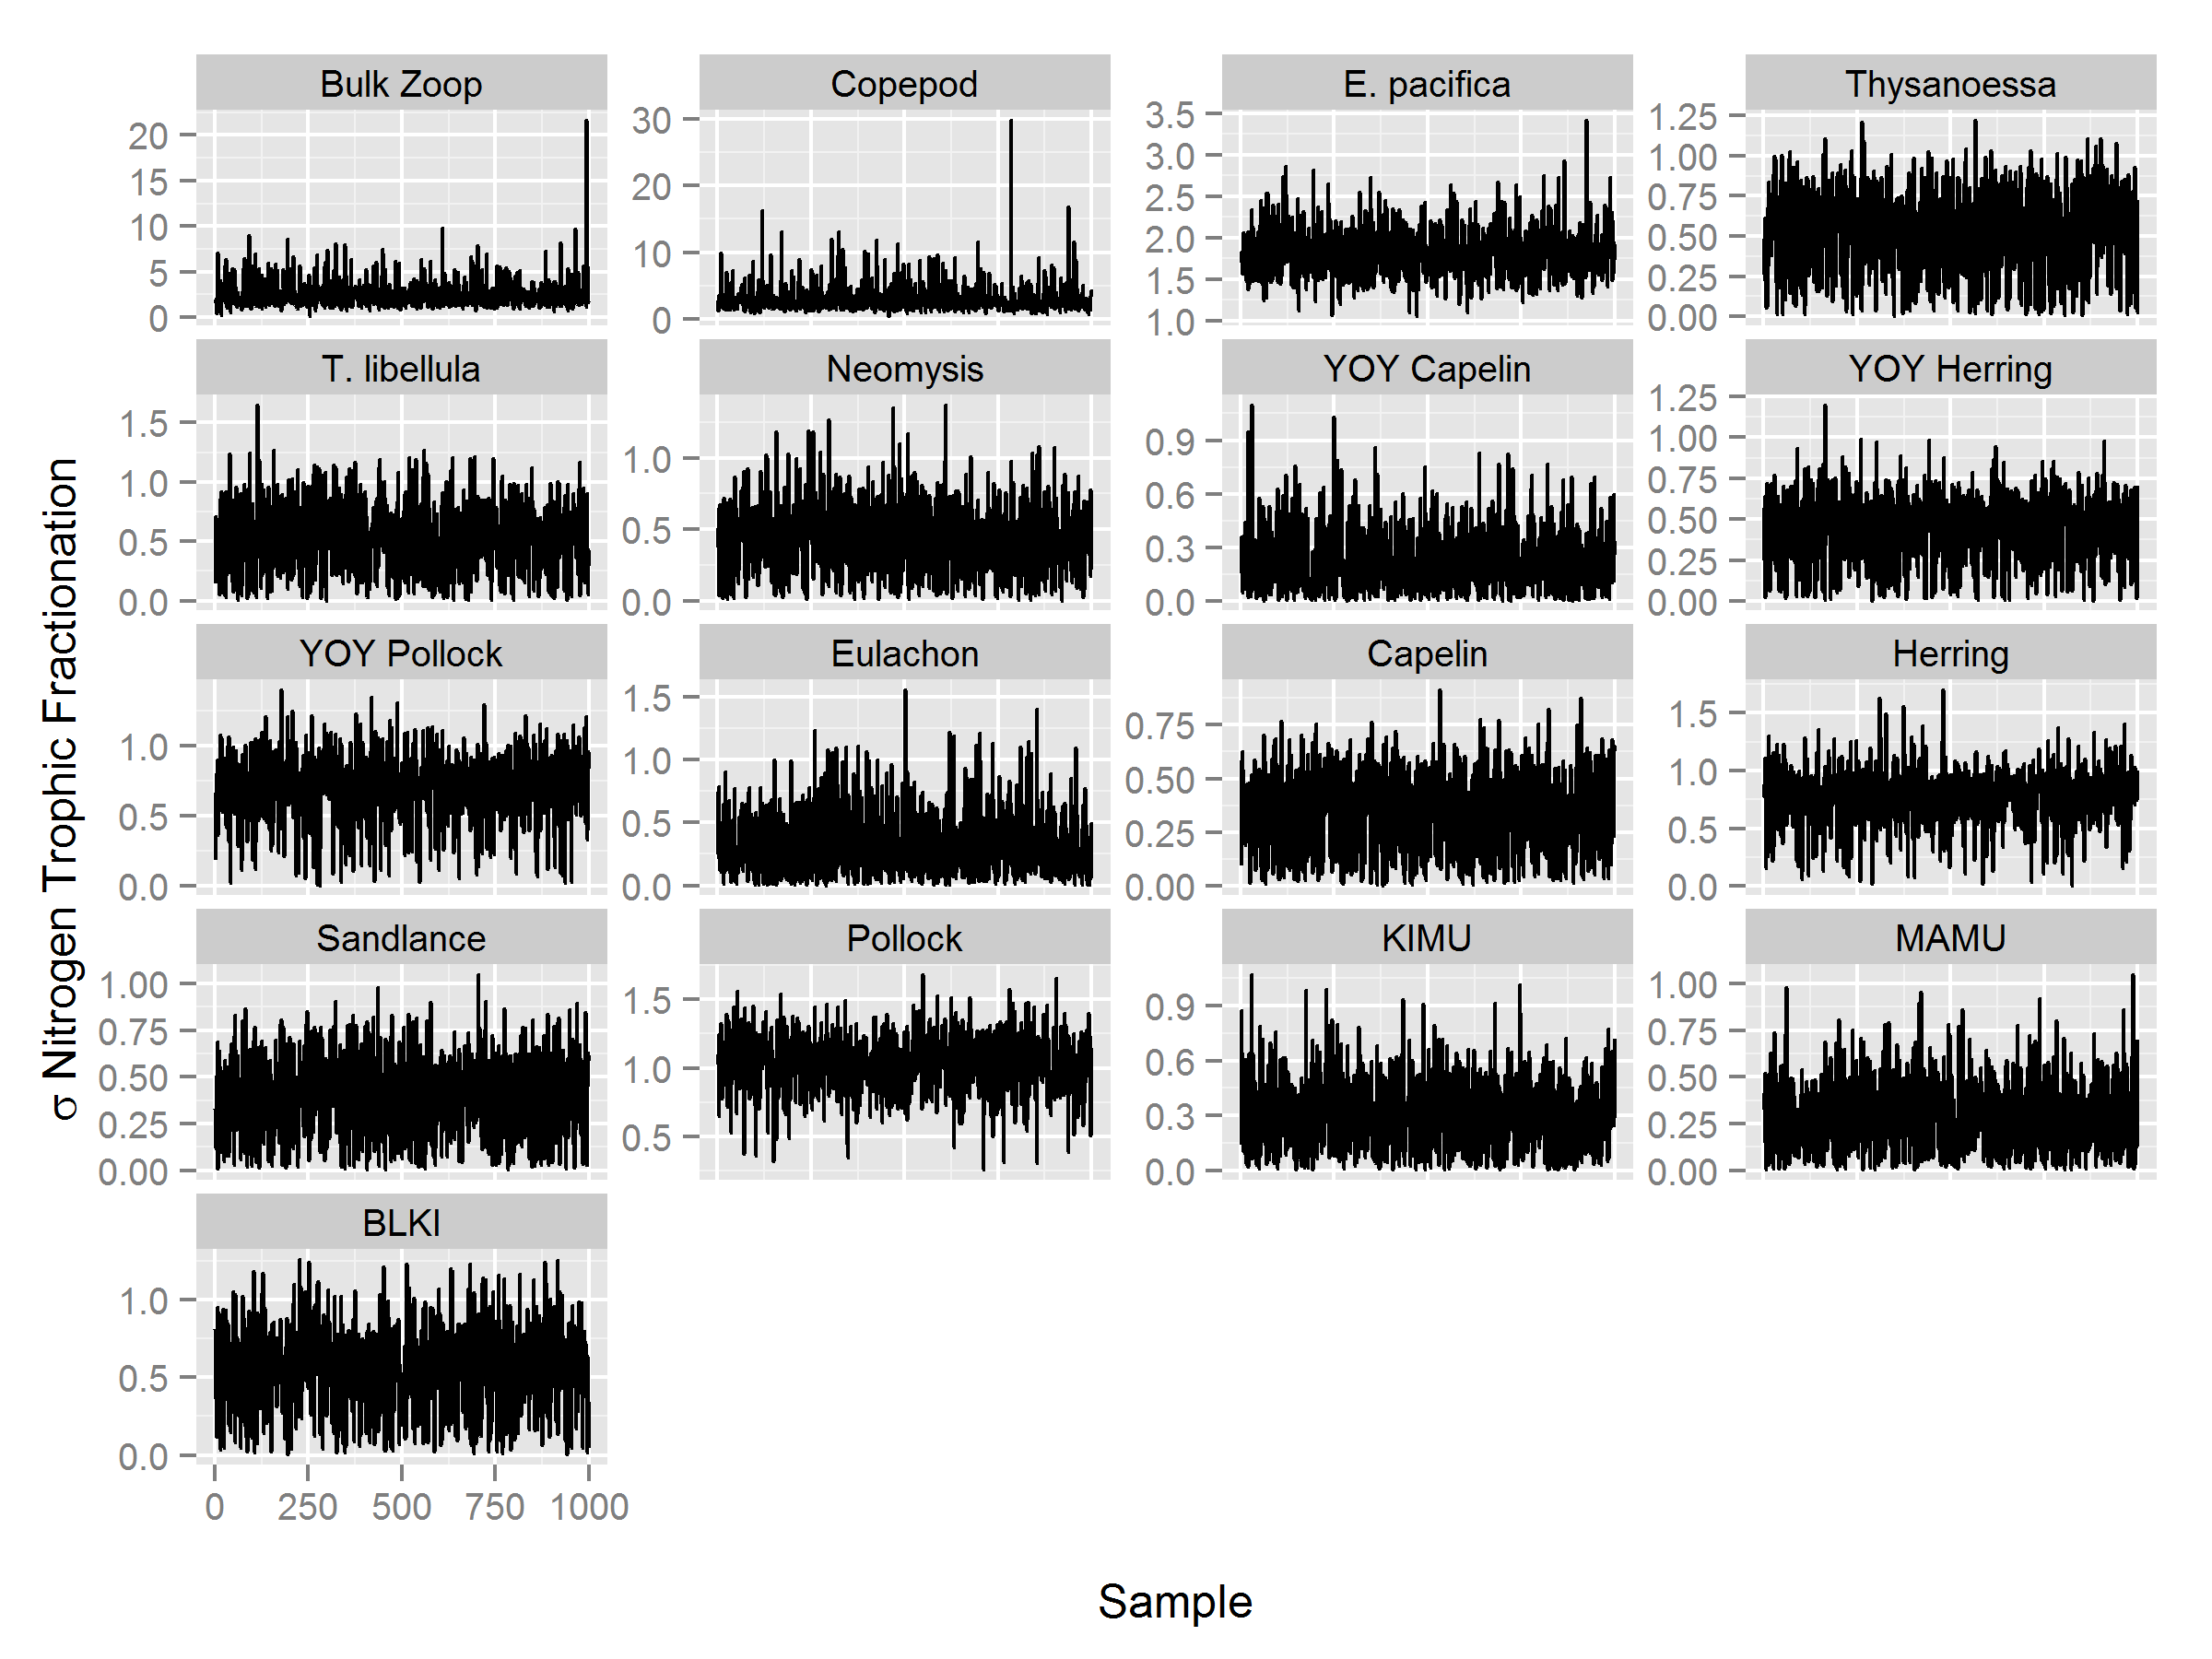 Bulk Zoop Copepod E. pacifica Thysanoessa
20 15 10 5 0
30 20 10 0
3.5 3.0 2.5 2.0 1.5 1.0
1.25 1.00 0.75 0.50 0.25 0.00
T. libellula Neomysis YOY Capelin YOY Herring
1.5 1.0 0.5 0.0
1.0 0.5 0.0
0.9 0.6 0.3 0.0
1.25 1.00 0.75 0.50 0.25 0.00
YOY Pollock Eulachon Capelin Herring
1.0 0.5 0.0
1.5 1.0 0.5 0.0
0.75 0.50 0.25 0.00
1.5 1.0 0.5 0.0
Sandlance Pollock KIMU MAMU
1.00 0.75 0.50 0.25 0.00
1.5 1.0 0.5
0.9 0.6 0.3 0.0
1.00 0.75 0.50 0.25 0.00
BLKI
1.0 0.5 0.0
0 250 500 750 1000
σ Nitrogen Trophic Fractionation
Sample